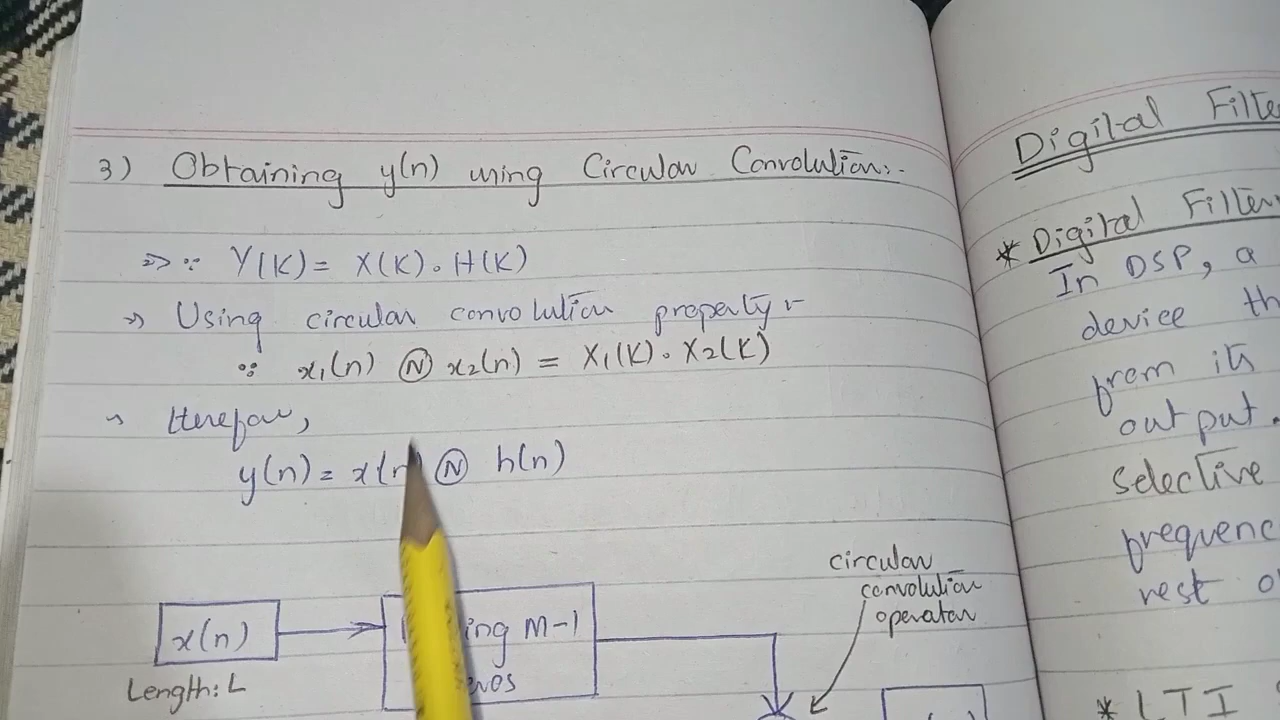 3) Obtaining y(n) using Circular Convolution:-
⇒ ∵ Y(K) = X(K) . H(K)
→ Using circular convolution property :-
∵ x₁(n) Ⓝ x₂(n) = X₁(K) . X₂(K)
→ Therefore,
y(n) = x(n) Ⓝ h(n)
circular
convolution
operator
x(n)
ing M-1
Length: L
Digital Filte
* Digital Filter
In DSP, a
device th
from its
output.
selective
frequenc
rest o
* LTI